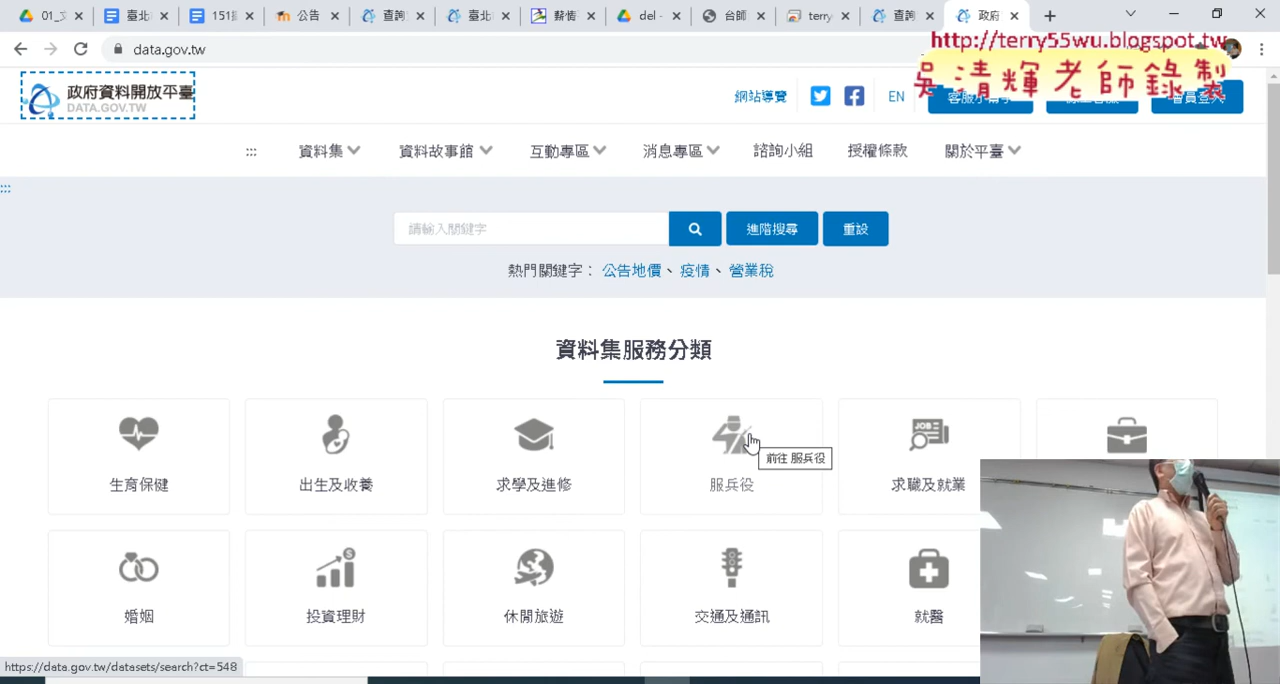 01_文
臺北
151
公告
查詢
臺北
薪情
del -
台師
terry
查詢
政府
data.gov.tw
http://terry55wu.blogspot.tw
吳清輝老師錄製
政府資料開放平臺
DATA.GOV.TW
網站導覽
EN
:::
資料集
資料故事館
互動專區
消息專區
諮詢小組
授權條款
關於平臺
:::
請輸入關鍵字
進階搜尋
重設
熱門關鍵字： 公告地價、疫情、營業稅
資料集服務分類
JOB
生育保健
出生及收養
求學及進修
服兵役
求職及就業
前往 服兵役
婚姻
投資理財
休閒旅遊
交通及通訊
就醫
https://data.gov.tw/datasets/search?ct=548